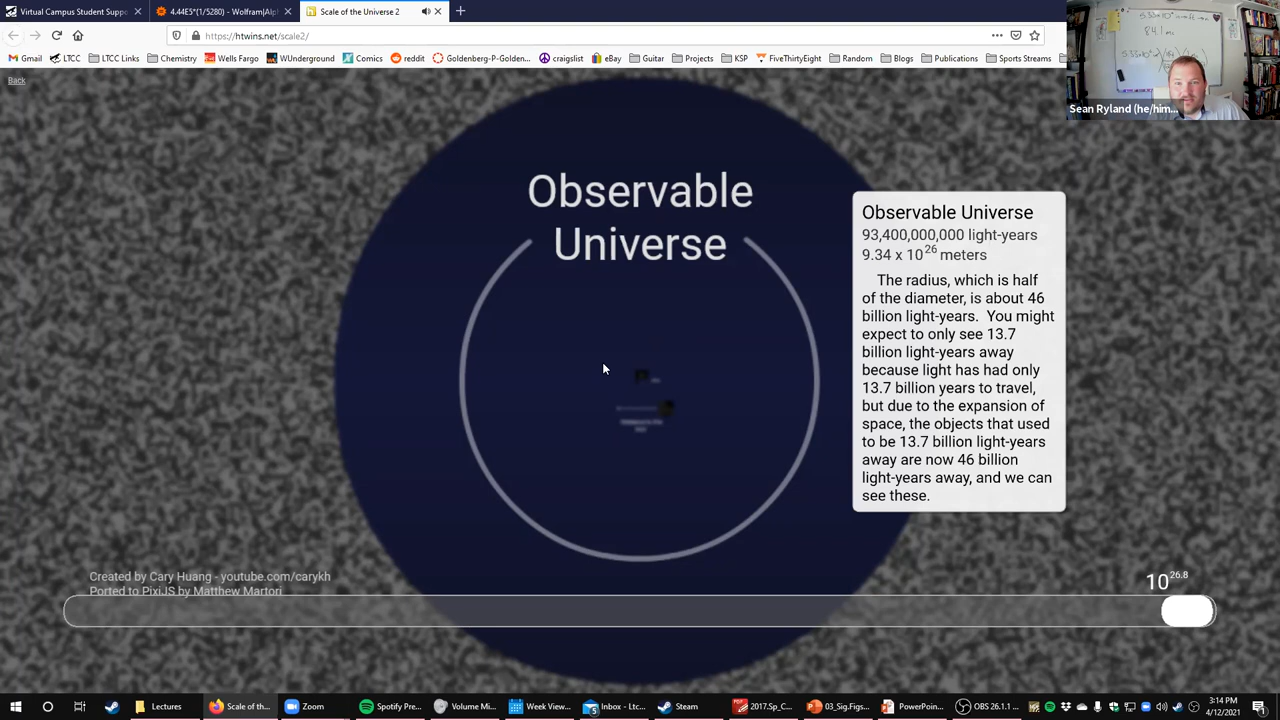 Virtual Campus Student Suppo
4.44E5*(1/5280) - Wolfram|Alp
Scale of the Universe 2
https://htwins.net/scale2/
Gmail LTCC LTCC Links Chemistry Wells Fargo WUnderground Comics reddit Goldenberg-P-Golden... craigslist eBay Guitar Projects KSP FiveThirtyEight Random Blogs Publications Sports Streams
84.1
Sean Ryland (he/him...
Back
Observable
Universe
Observable Universe
93,400,000,000 light-years
9.34 x 10^26 meters
The radius, which is half
of the diameter, is about 46
billion light-years. You might
expect to only see 13.7
billion light-years away
because light has had only
13.7 billion years to travel,
but due to the expansion of
space, the objects that used
to be 13.7 billion light-years
away are now 46 billion
light-years away, and we can
see these.
Created by Cary Huang - youtube.com/carykh
Ported to PixiJS by Matthew Martori
10^26.8
Lectures
Scale of th...
Zoom
Spotify Pre...
Volume Mi...
Week View...
Inbox - Ltc...
Steam
2017.Sp_C...
03_Sig.Figs...
PowerPoin...
OBS 26.1.1 ...
3:14 PM
4/12/2021